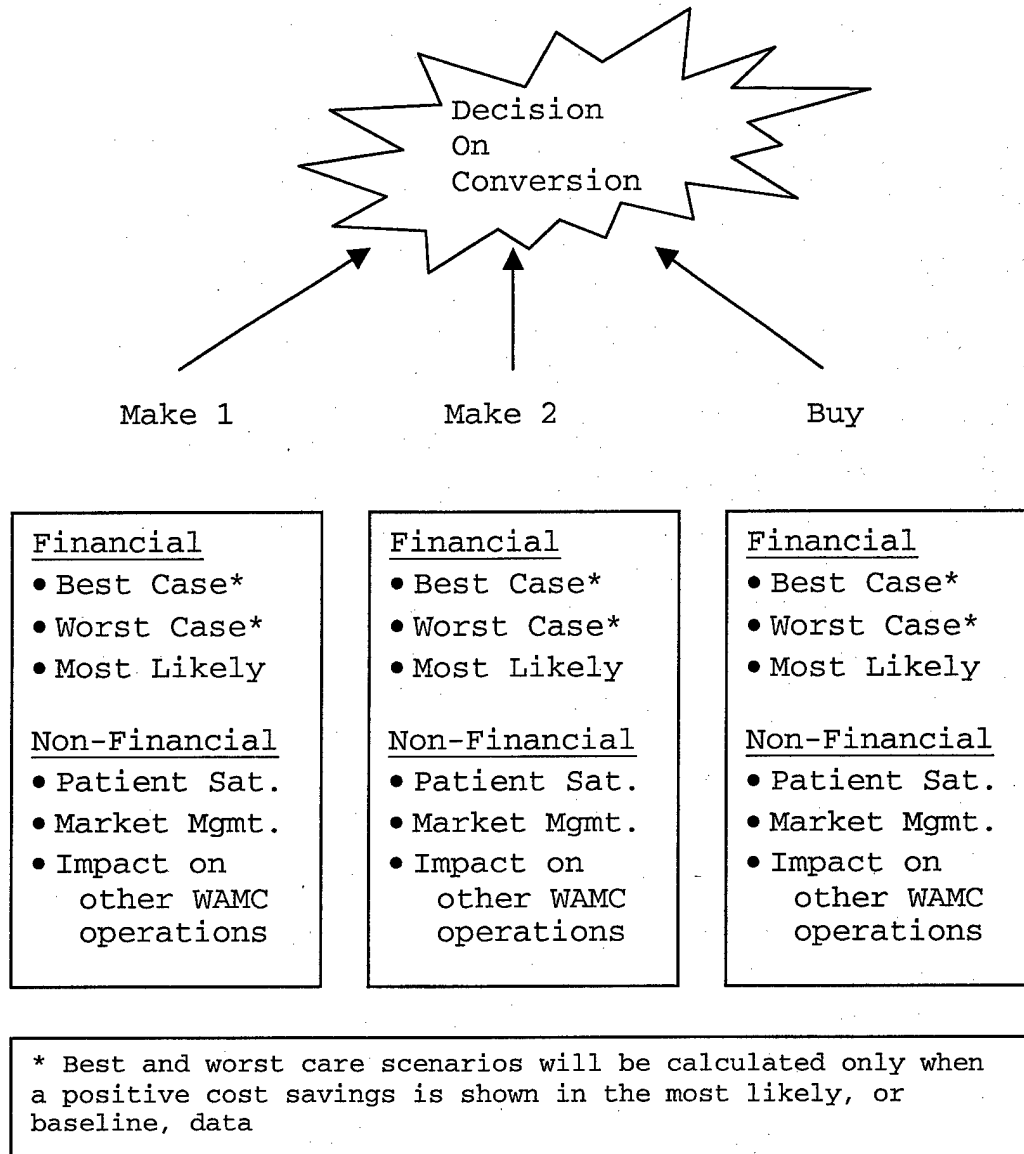 Decision
On
Conversion
Make 1
Make 2
Buy
Financial
• Best Case*
• Worst Case*
• Most Likely
Non-Financial
• Patient Sat.
• Market Mgmt.
• Impact on
other WAMC
operations
Financial
• Best Case*
• Worst Case*
• Most Likely
Non-Financial
• Patient Sat.
• Market Mgmt.
• Impact on
other WAMC
operations
Financial
• Best Case*
• Worst Case*
• Most Likely
Non-Financial
• Patient Sat.
• Market Mgmt.
• Impact on
other WAMC
operations
* Best and worst care scenarios will be calculated only when
a positive cost savings is shown in the most likely, or
baseline, data